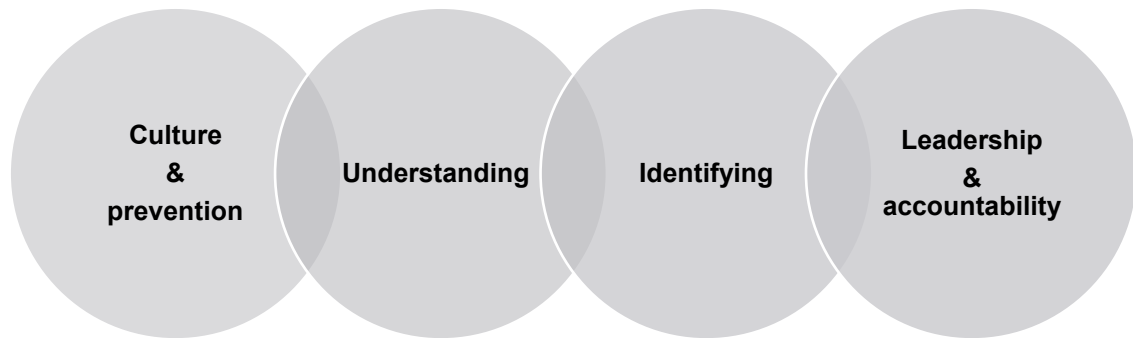 Culture
&
prevention
Understanding
Identifying
Leadership
&
accountability